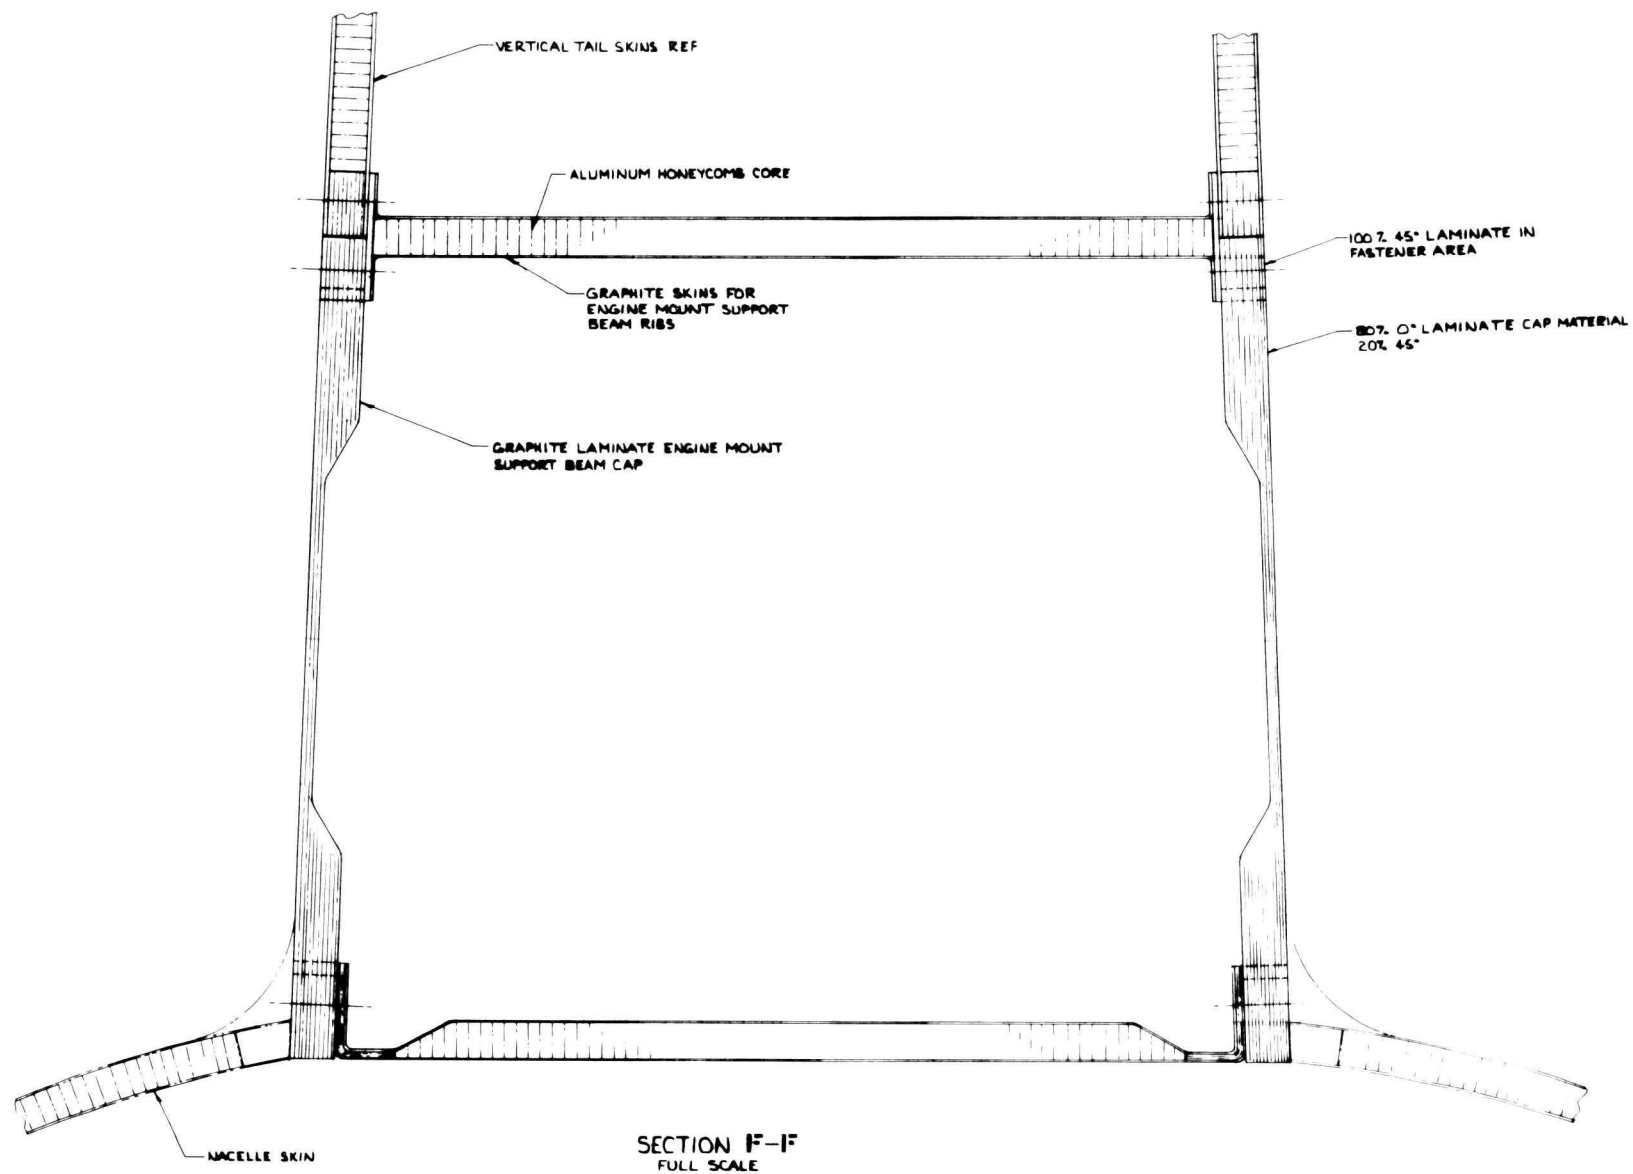 VERTICAL TAIL SKINS REF
ALUMINUM HONEYCOMB CORE
100% 45° LAMINATE IN
FASTENER AREA
GRAPHITE SKINS FOR
ENGINE MOUNT SUPPORT
BEAM RIBS
80% 0° LAMINATE CAP MATERIAL
20% 45°
GRAPHITE LAMINATE ENGINE MOUNT
SUPPORT BEAM CAP
NACELLE SKIN
SECTION F-F
FULL SCALE